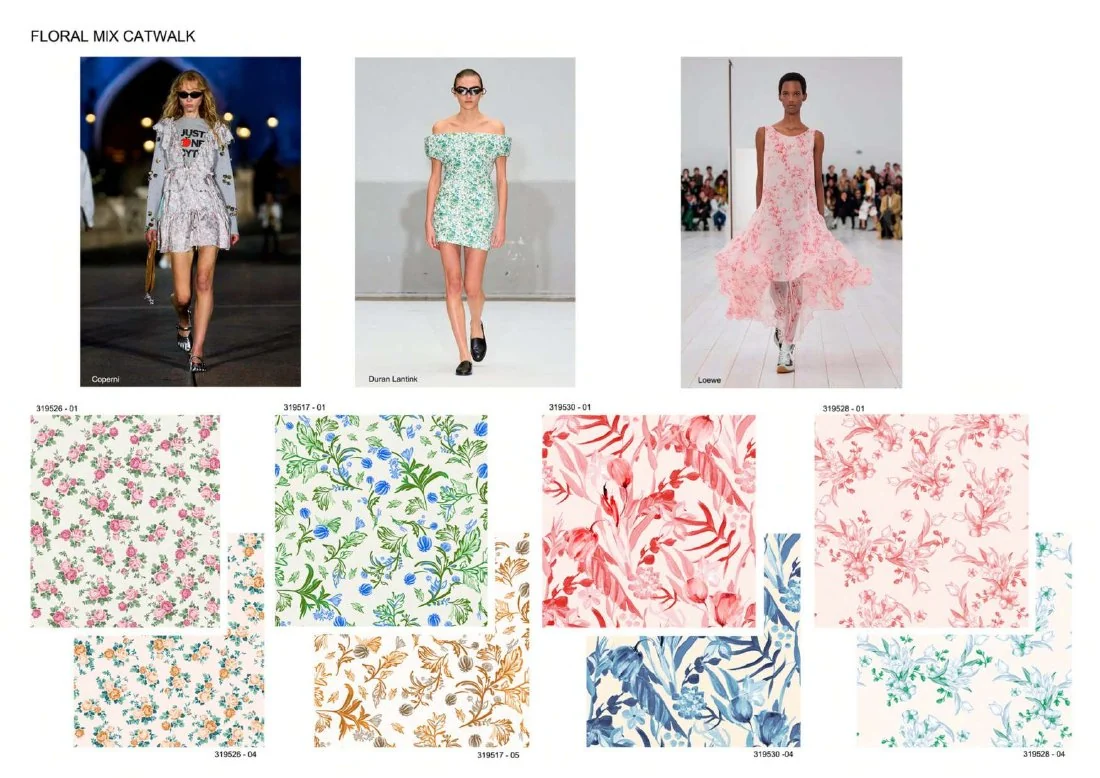 FLORAL MIX CATWALK
JUST
Coperni
Duran Lantink
Loewe
319526 - 01
319517 - 01
319530 - 01
319528 - 01
319526 - 04
319517 - 05
319530 - 04
319528 - 04